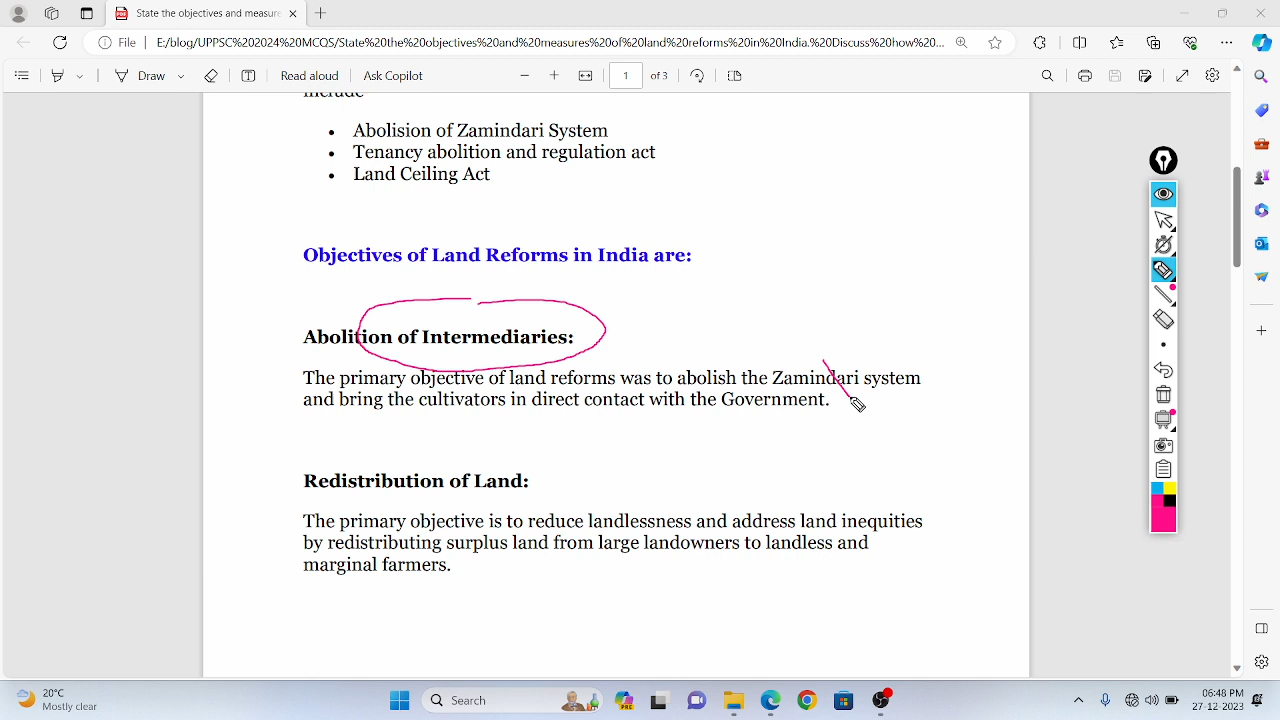 State the objectives and measure
File
E:/blog/UPPSC%202024%20MCQS/State%20the%20objectives%20and%20measures%20of%20land%20reforms%20in%20India.%20Discuss%20how%20...
Draw
Read aloud
Ask Copilot
1 of 3
include
• Abolision of Zamindari System
• Tenancy abolition and regulation act
• Land Ceiling Act
Objectives of Land Reforms in India are:
Abolition of Intermediaries:
The primary objective of land reforms was to abolish the Zamindari system
and bring the cultivators in direct contact with the Government.
Redistribution of Land:
The primary objective is to reduce landlessness and address land inequities
by redistributing surplus land from large landowners to landless and
marginal farmers.
20°C
Mostly clear
Search
06:48 PM
27-12-2023